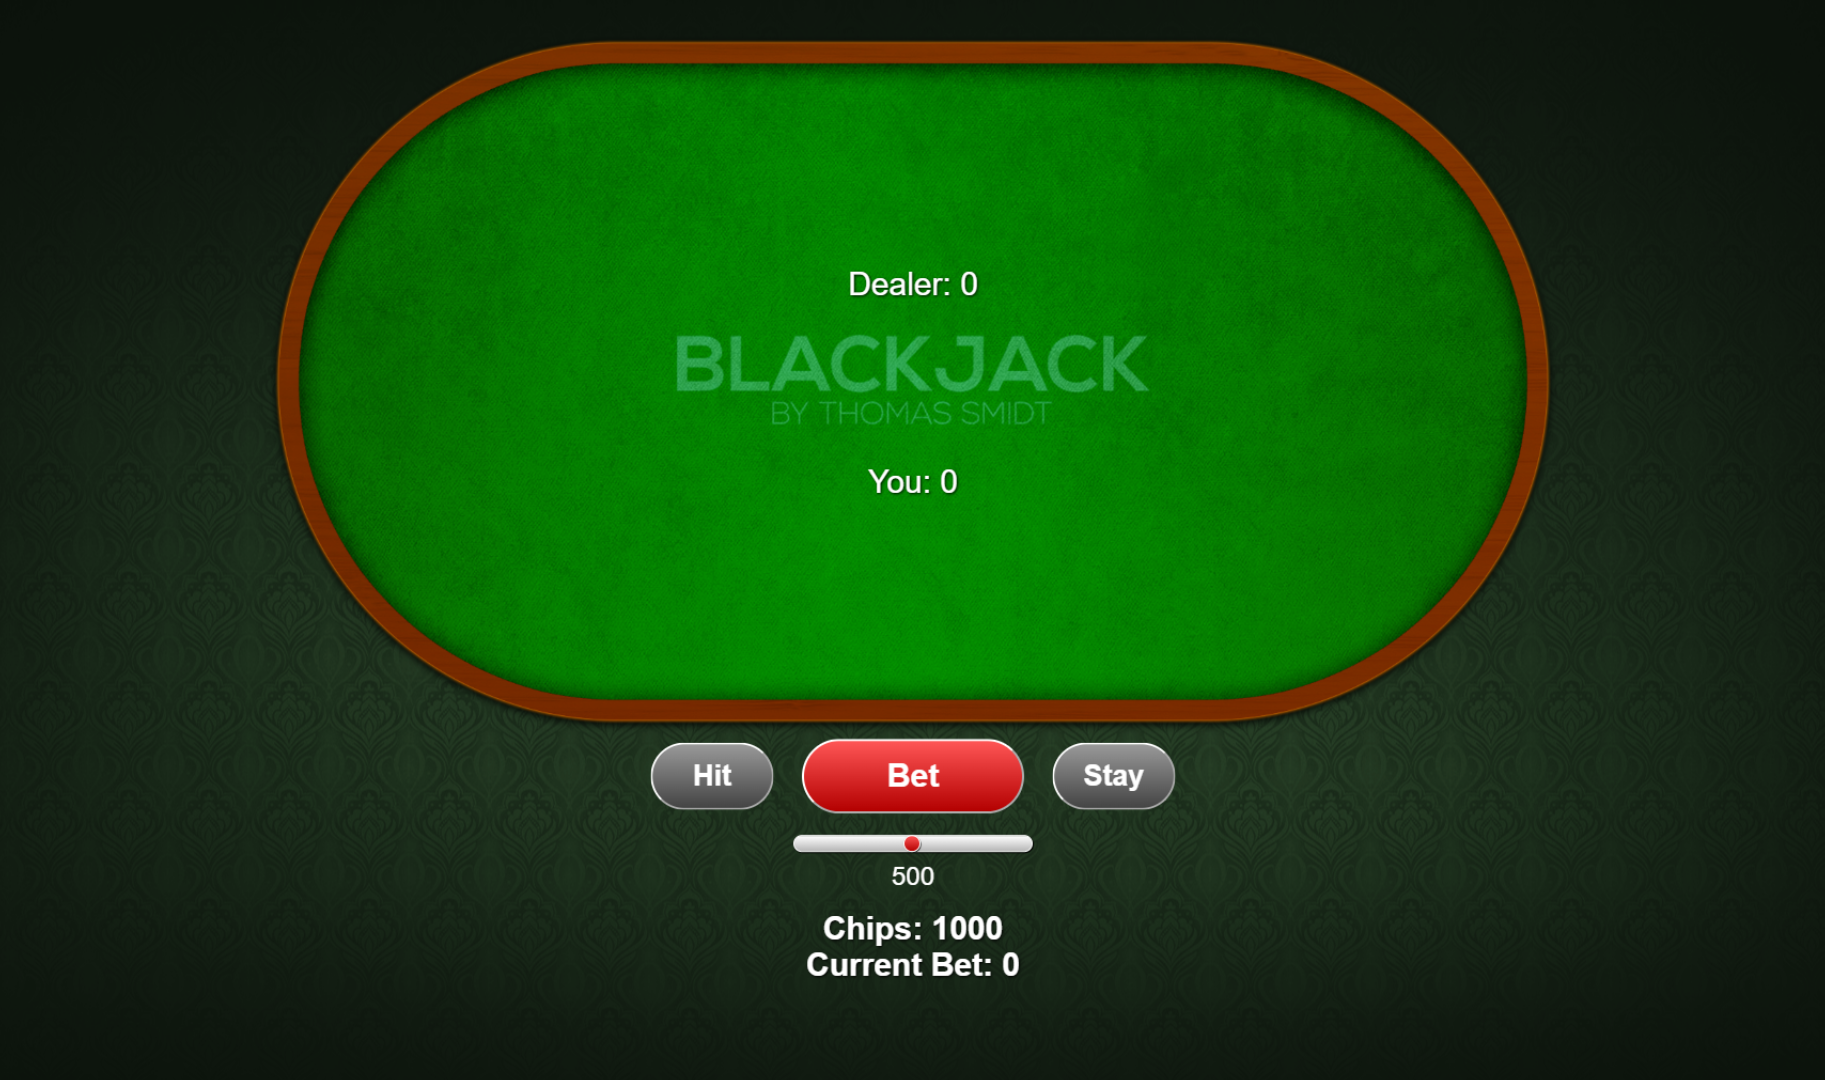 Dealer: 0
BLACKJACK
BY THOMAS SMIDT
You: 0
Hit
Bet
Stay
500
Chips: 1000
Current Bet: 0